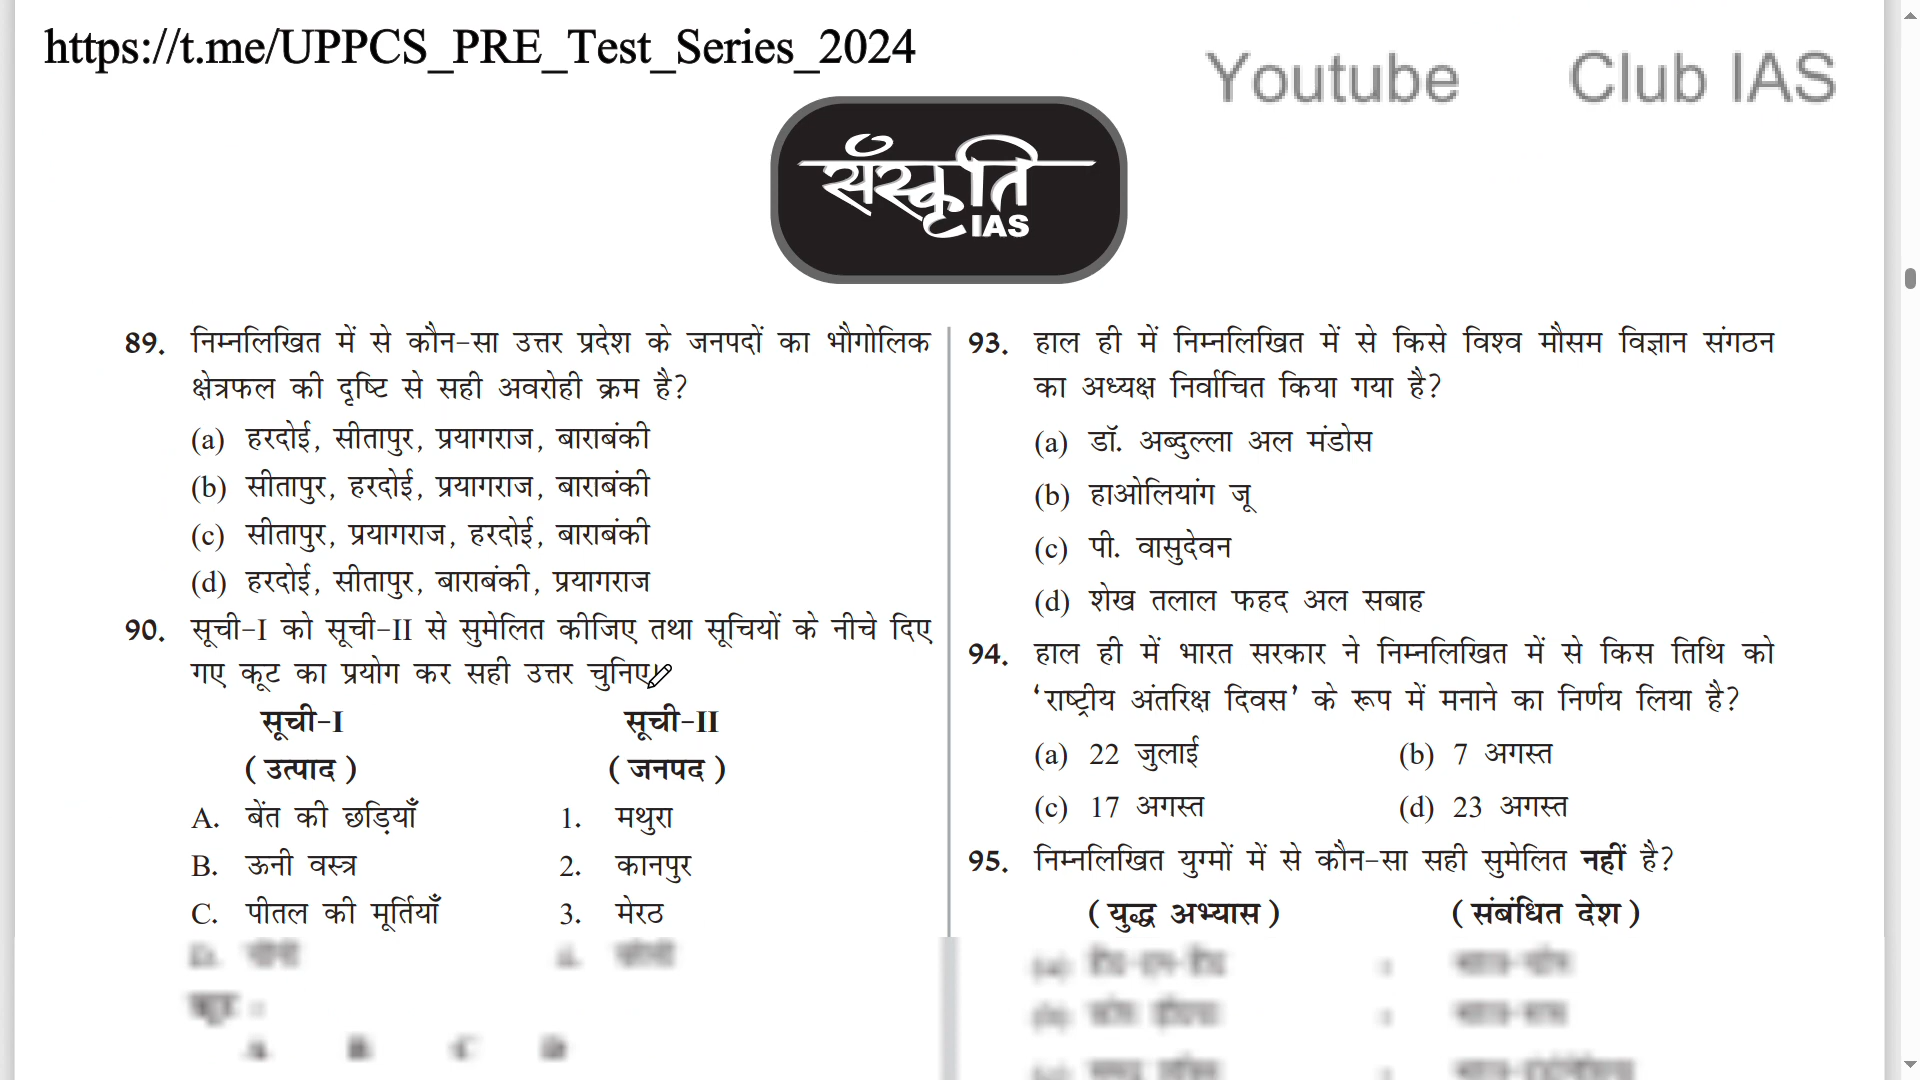 https://t.me/UPPCS_PRE_Test_Series_2024
Youtube Club IAS
संस्कृति
IAS
89. निम्नलिखित में से कौन-सा उत्तर प्रदेश के जनपदों का भौगोलिक
क्षेत्रफल की दृष्टि से सही अवरोही क्रम है?
(a) हरदोई, सीतापुर, प्रयागराज, बाराबंकी
(b) सीतापुर, हरदोई, प्रयागराज, बाराबंकी
(c) सीतापुर, प्रयागराज, हरदोई, बाराबंकी
(d) हरदोई, सीतापुर, बाराबंकी, प्रयागराज
90. सूची-I को सूची-II से सुमेलित कीजिए तथा सूचियों के नीचे दिए
गए कूट का प्रयोग कर सही उत्तर चुनिए
सूची-I सूची-II
( उत्पाद ) ( जनपद )
A. बेंत की छड़ियाँ 1. मथुरा
B. ऊनी वस्त्र 2. कानपुर
C. पीतल की मूर्तियाँ 3. मेरठ
A B C D
93. हाल ही में निम्नलिखित में से किसे विश्व मौसम विज्ञान संगठन
का अध्यक्ष निर्वाचित किया गया है?
(a) डॉ. अब्दुल्ला अल मंडोस
(b) हाओलियांग जू
(c) पी. वासुदेवन
(d) शेख तलाल फहद अल सबाह
94. हाल ही में भारत सरकार ने निम्नलिखित में से किस तिथि को
‘राष्ट्रीय अंतरिक्ष दिवस’ के रूप में मनाने का निर्णय लिया है?
(a) 22 जुलाई (b) 7 अगस्त
(c) 17 अगस्त (d) 23 अगस्त
95. निम्नलिखित युग्मों में से कौन-सा सही सुमेलित नहीं है?
( युद्ध अभ्यास ) ( संबंधित देश )